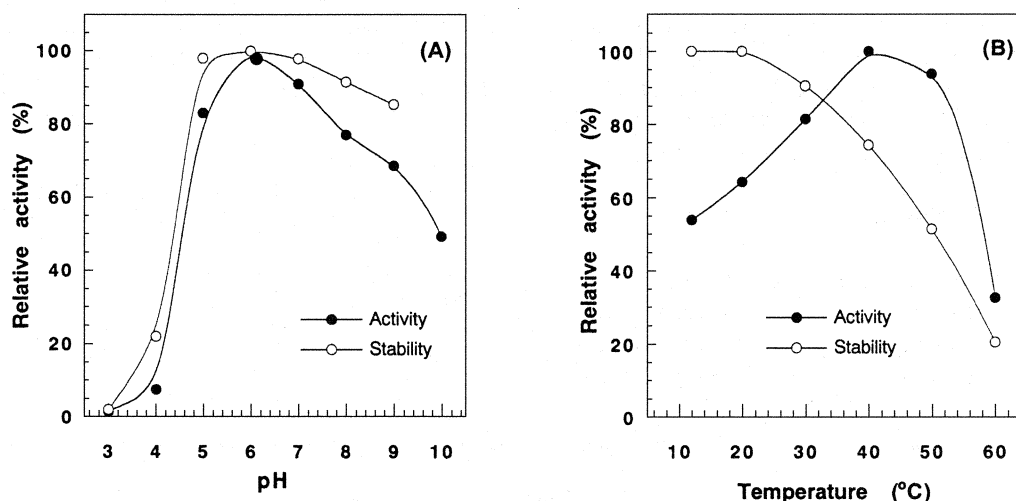 (A)
Relative activity (%)
100
80
60
40
20
0
Activity
Stability
3 4 5 6 7 8 9 10
pH
(B)
Relative activity (%)
100
80
60
40
20
0
Activity
Stability
10 20 30 40 50 60
Temperature (°C)